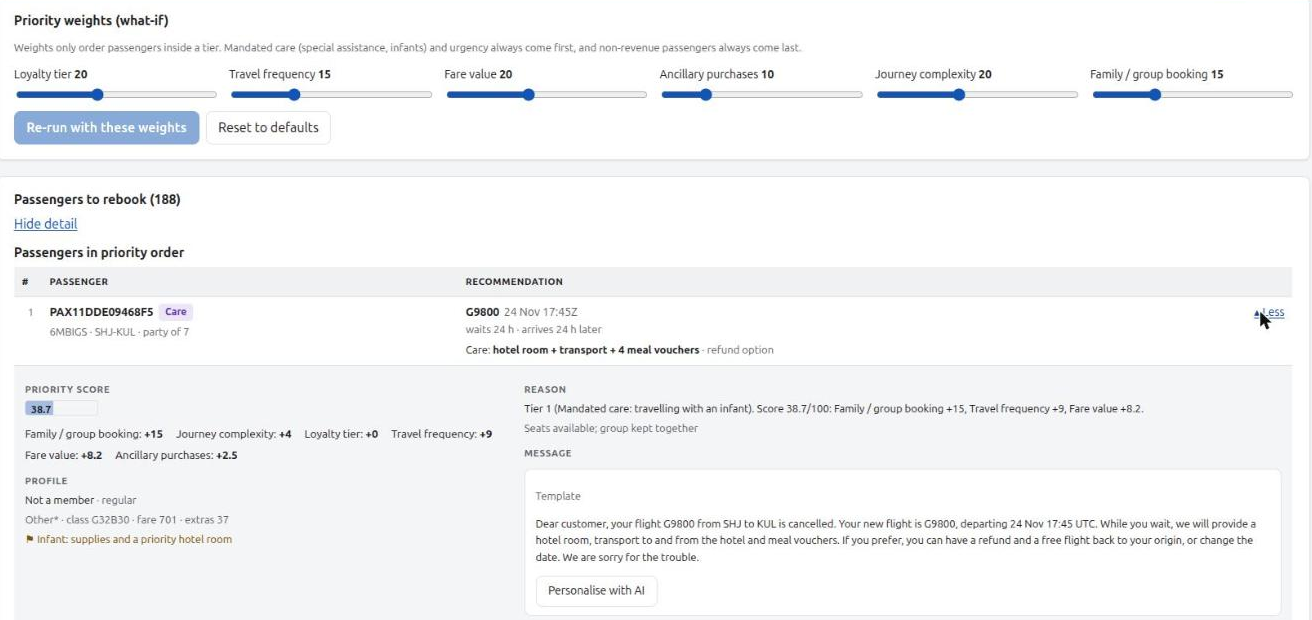 Priority weights (what-if)
Weights only order passengers inside a tier. Mandated care (special assistance, infants) and urgency always come first, and non-revenue passengers always come last.
Loyalty tier 20 Travel frequency 15 Fare value 20 Ancillary purchases 10 Journey complexity 20 Family / group booking 15
Re-run with these weights Reset to defaults
Passengers to rebook (188)
Hide detail
Passengers in priority order
# PASSENGER RECOMMENDATION
1 PAX11DDE09468F5 Care G9800 24 Nov 17:45Z ▲ Less
6MBIGS · SHJ-KUL · party of 7 waits 24 h · arrives 24 h later
Care: hotel room + transport + 4 meal vouchers · refund option
PRIORITY SCORE
38.7
Family / group booking: +15 Journey complexity: +4 Loyalty tier: +0 Travel frequency: +9
Fare value: +8.2 Ancillary purchases: +2.5
PROFILE
Not a member · regular
Other* · class G32B30 · fare 701 · extras 37
Infant: supplies and a priority hotel room
REASON
Tier 1 (Mandated care: travelling with an infant). Score 38.7/100: Family / group booking +15, Travel frequency +9, Fare value +8.2.
Seats available; group kept together
MESSAGE
Template
Dear customer, your flight G9800 from SHJ to KUL is cancelled. Your new flight is G9800, departing 24 Nov 17:45 UTC. While you wait, we will provide a
hotel room, transport to and from the hotel and meal vouchers. If you prefer, you can have a refund and a free flight back to your origin, or change the
date. We are sorry for the trouble.
Personalise with AI